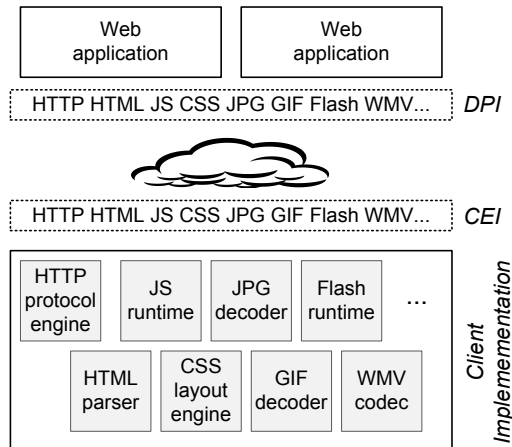 Web
application
Web
application
HTTP HTML JS CSS JPG GIF Flash WMV...
DPI
HTTP HTML JS CSS JPG GIF Flash WMV...
CEI
HTTP
protocol
engine
JS
runtime
JPG
decoder
Flash
runtime
...
HTML
parser
CSS
layout
engine
GIF
decoder
WMV
codec
Client
Implemementation